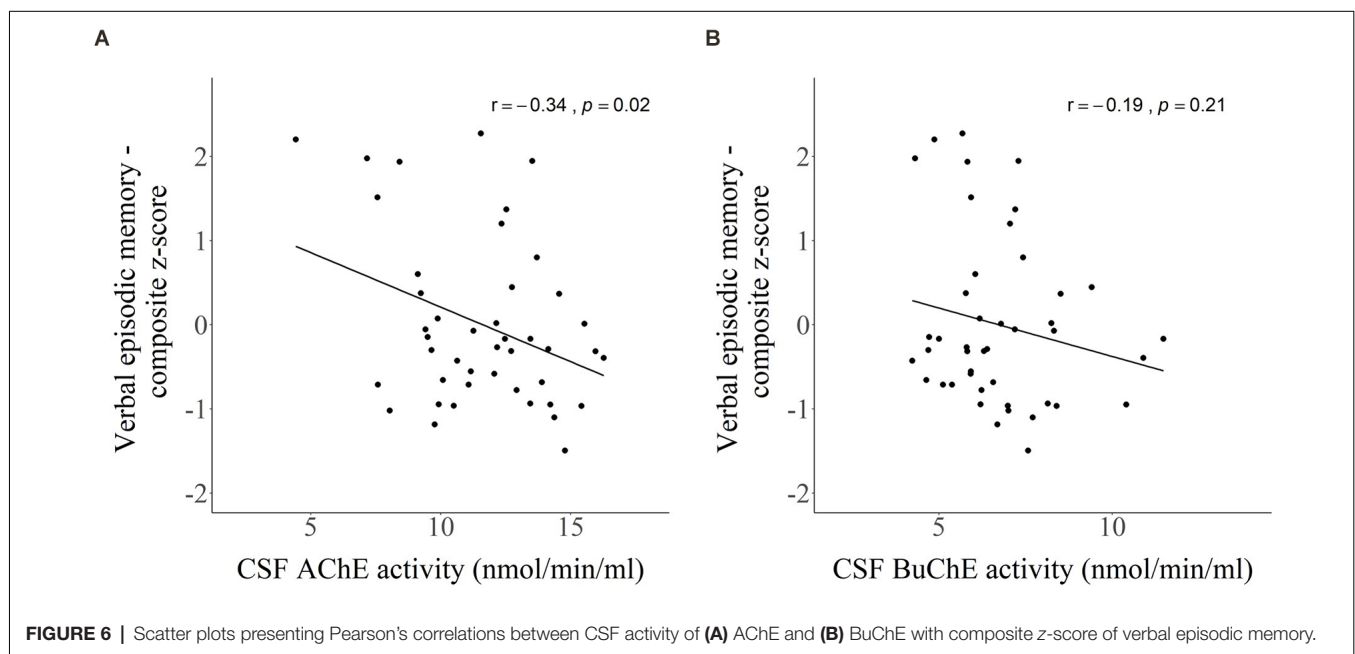 A
B
r = −0.34 , p = 0.02
r = −0.19 , p = 0.21
Verbal episodic memory -
composite z-score
2
1
0
-1
-2
5 10 15
CSF AChE activity (nmol/min/ml)
Verbal episodic memory -
composite z-score
2
1
0
-1
-2
5 10
CSF BuChE activity (nmol/min/ml)
FIGURE 6 | Scatter plots presenting Pearson's correlations between CSF activity of (A) AChE and (B) BuChE with composite z-score of verbal episodic memory.